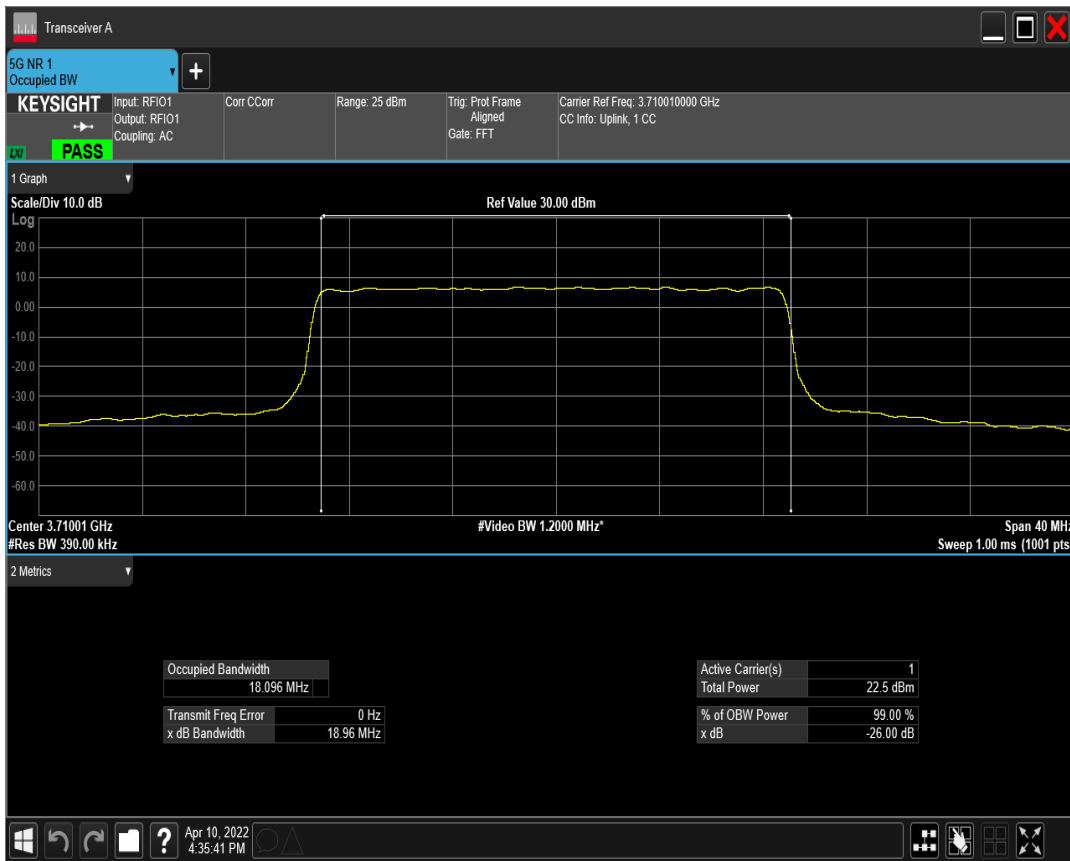 Transceiver A
5G NR 1
Occupied BW
+
KEYSIGHT
LXI
PASS
Input: RFIO1
Output: RFIO1
Coupling: AC
Corr CCorr
Range: 25 dBm
Trig: Prot Frame
Aligned
Gate: FFT
Carrier Ref Freq: 3.710010000 GHz
CC Info: Uplink, 1 CC
1 Graph
Scale/Div 10.0 dB
Ref Value 30.00 dBm
Log
20.0
10.0
0.00
-10.0
-20.0
-30.0
-40.0
-50.0
-60.0
Center 3.71001 GHz
#Video BW 1.2000 MHz*
Span 40 MHz
#Res BW 390.00 kHz
Sweep 1.00 ms (1001 pts
2 Metrics
Occupied Bandwidth
18.096 MHz
Transmit Freq Error 0 Hz
x dB Bandwidth 18.96 MHz
Active Carrier(s) 1
Total Power 22.5 dBm
% of OBW Power 99.00 %
x dB -26.00 dB
?
Apr 10, 2022
4:35:41 PM